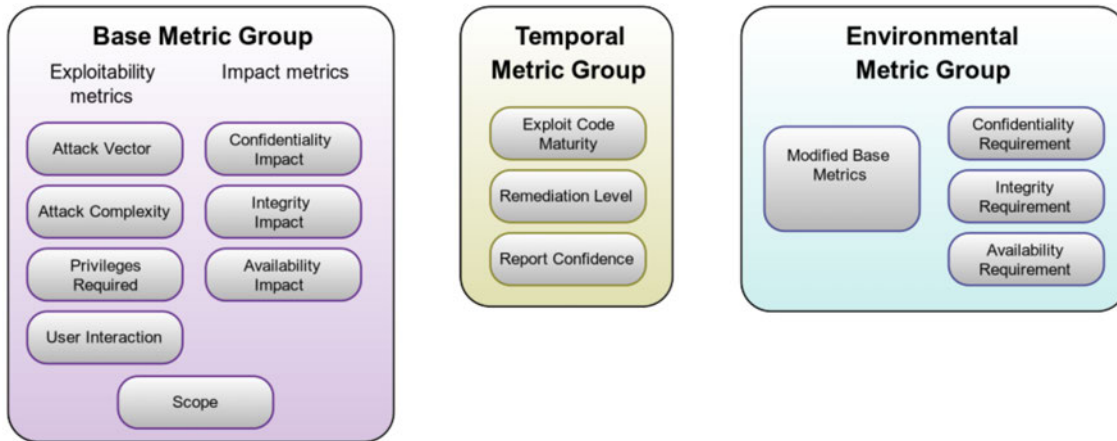 Base Metric Group
Exploitability
metrics
Impact metrics
Attack Vector
Attack Complexity
Privileges
Required
User Interaction
Confidentiality
Impact
Integrity
Impact
Availability
Impact
Scope
Temporal
Metric Group
Exploit Code
Maturity
Remediation Level
Report Confidence
Environmental
Metric Group
Modified Base
Metrics
Confidentiality
Requirement
Integrity
Requirement
Availability
Requirement